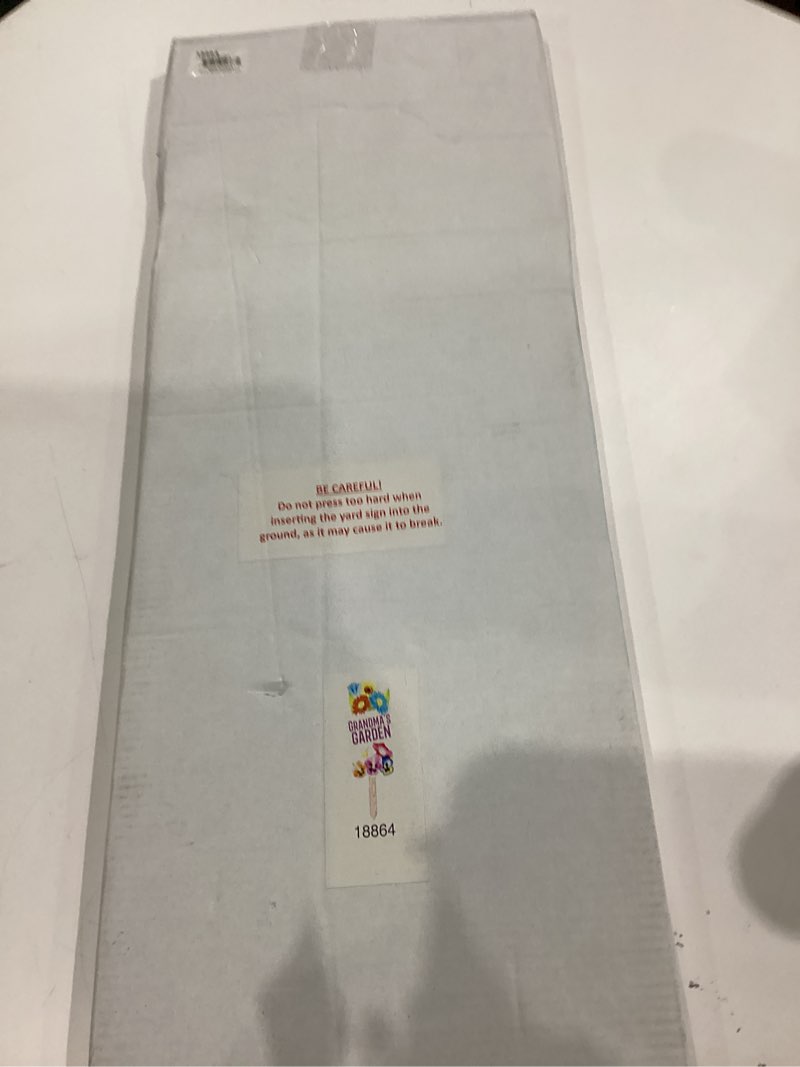 BE CAREFUL!
Do not press too hard when
inserting the yard sign into the
ground, as it may cause it to break.
GRANDMA'S
GARDEN
18864